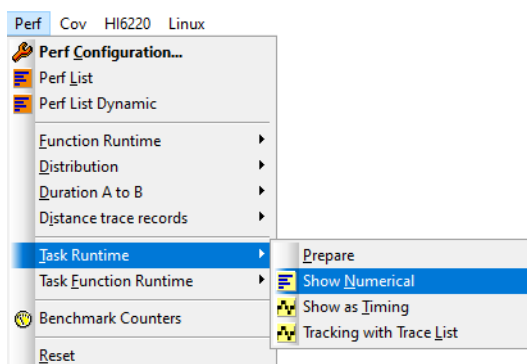 Perf Cov HI6220 Linux
Perf Configuration...
Perf List
Perf List Dynamic
Function Runtime
Distribution
Duration A to B
Distance trace records
Task Runtime
Prepare
Task Function Runtime
Show Numerical
Show as Timing
Benchmark Counters
Tracking with Trace List
Reset